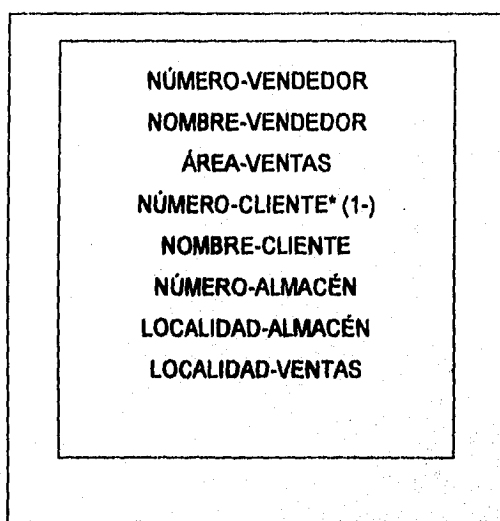 NÚMERO-VENDEDOR
NOMBRE-VENDEDOR
ÁREA-VENTAS
NÚMERO-CLIENTE* (1-)
NOMBRE-CLIENTE
NÚMERO-ALMACÉN
LOCALIDAD-ALMACÉN
LOCALIDAD-VENTAS